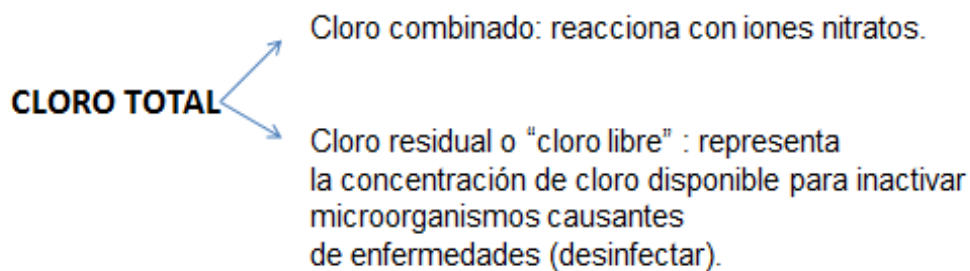 Cloro combinado: reacciona con iones nitratos.
CLORO TOTAL
Cloro residual o “cloro libre” : representa
la concentración de cloro disponible para inactivar
microorganismos causantes
de enfermedades (desinfectar).